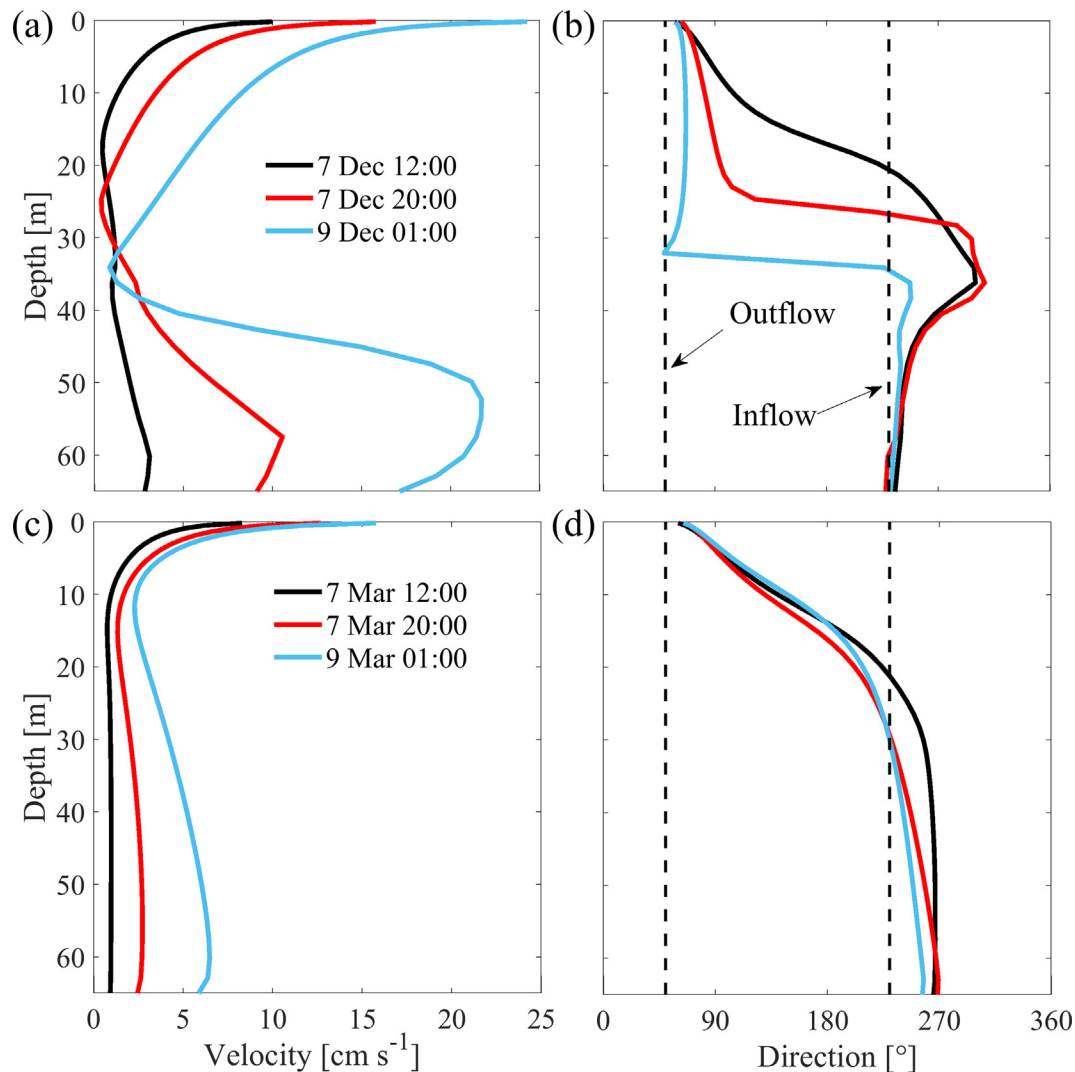 (a)
0
10
20
30
40
50
60
Depth [m]
7 Dec 12:00
7 Dec 20:00
9 Dec 01:00
(b)
Outflow
Inflow
(c)
0
10
20
30
40
50
60
Depth [m]
7 Mar 12:00
7 Mar 20:00
9 Mar 01:00
0 5 10 15 20 25
Velocity [cm s⁻¹]
(d)
0 90 180 270 360
Direction [°]